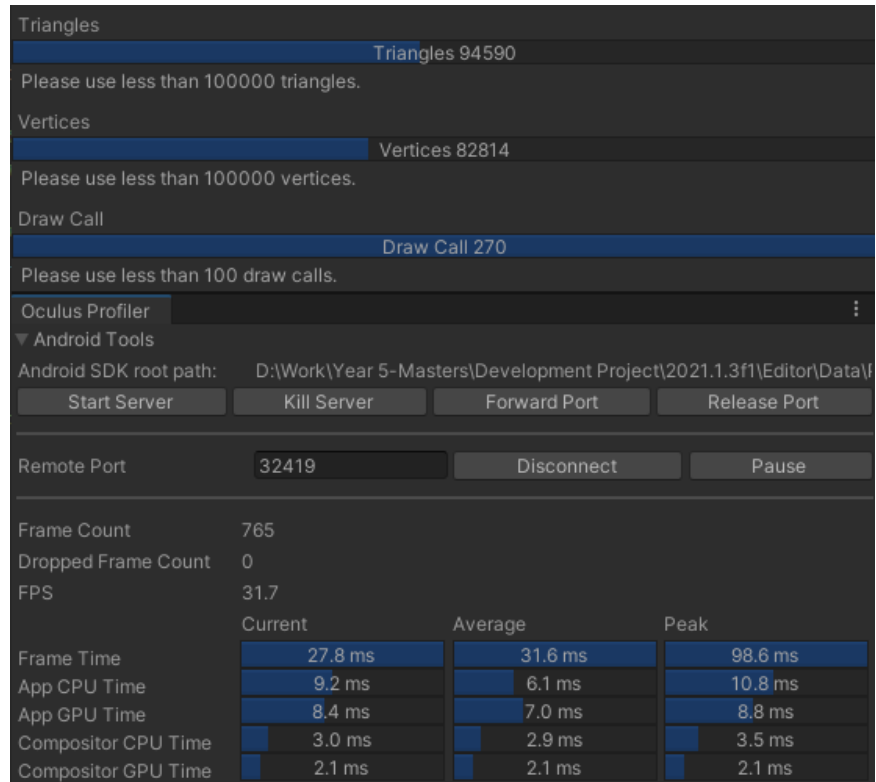 Triangles
Triangles 94590
Please use less than 100000 triangles.
Vertices
Vertices 82814
Please use less than 100000 vertices.
Draw Call
Draw Call 270
Please use less than 100 draw calls.
Oculus Profiler
Android Tools
Android SDK root path: D:\Work\Year 5-Masters\Development Project\2021.1.3f1\Editor\Data\
Start Server Kill Server Forward Port Release Port
Remote Port 32419 Disconnect Pause
Frame Count 765
Dropped Frame Count 0
FPS 31.7
Current Average Peak
Frame Time 27.8 ms 31.6 ms 98.6 ms
App CPU Time 9.2 ms 6.1 ms 10.8 ms
App GPU Time 8.4 ms 7.0 ms 8.8 ms
Compositor CPU Time 3.0 ms 2.9 ms 3.5 ms
Compositor GPU Time 2.1 ms 2.1 ms 2.1 ms